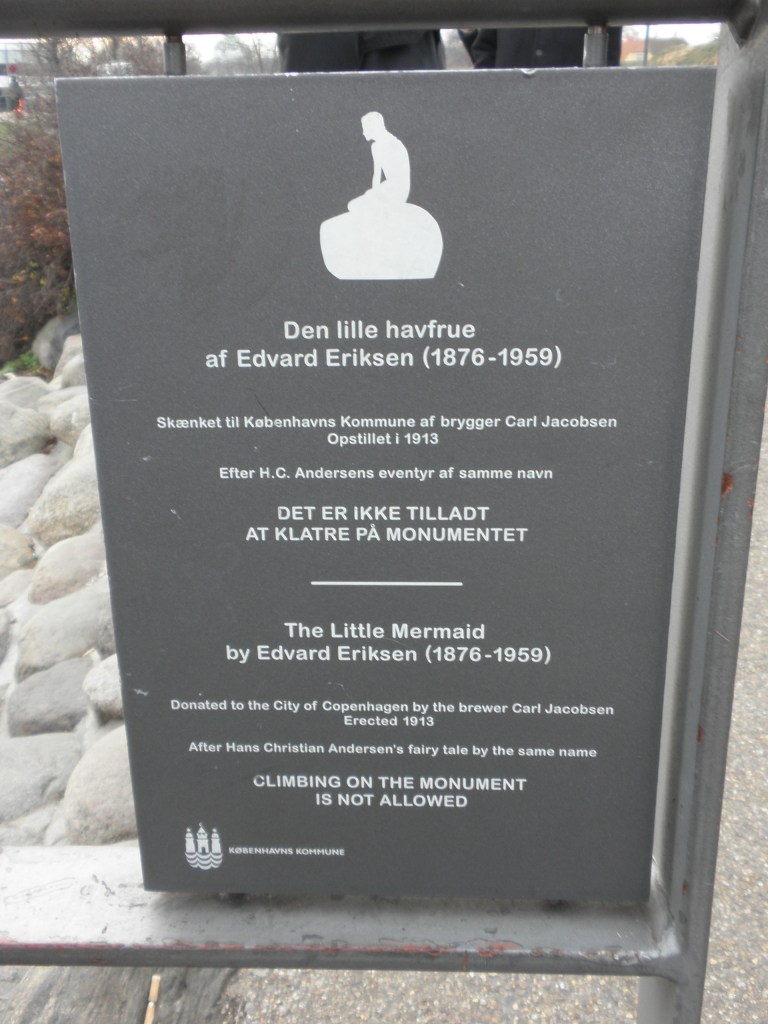 Den lille havfrue
af Edvard Eriksen (1876-1959)
Skænket til Københavns Kommune af brygger Carl Jacobsen
Opstillet i 1913
Efter H.C. Andersens eventyr af samme navn
DET ER IKKE TILLADT
AT KLATRE PÅ MONUMENTET
The Little Mermaid
by Edvard Eriksen (1876-1959)
Donated to the City of Copenhagen by the brewer Carl Jacobsen
Erected 1913
After Hans Christian Andersen's fairy tale by the same name
CLIMBING ON THE MONUMENT
IS NOT ALLOWED
KØBENHAVNS KOMMUNE